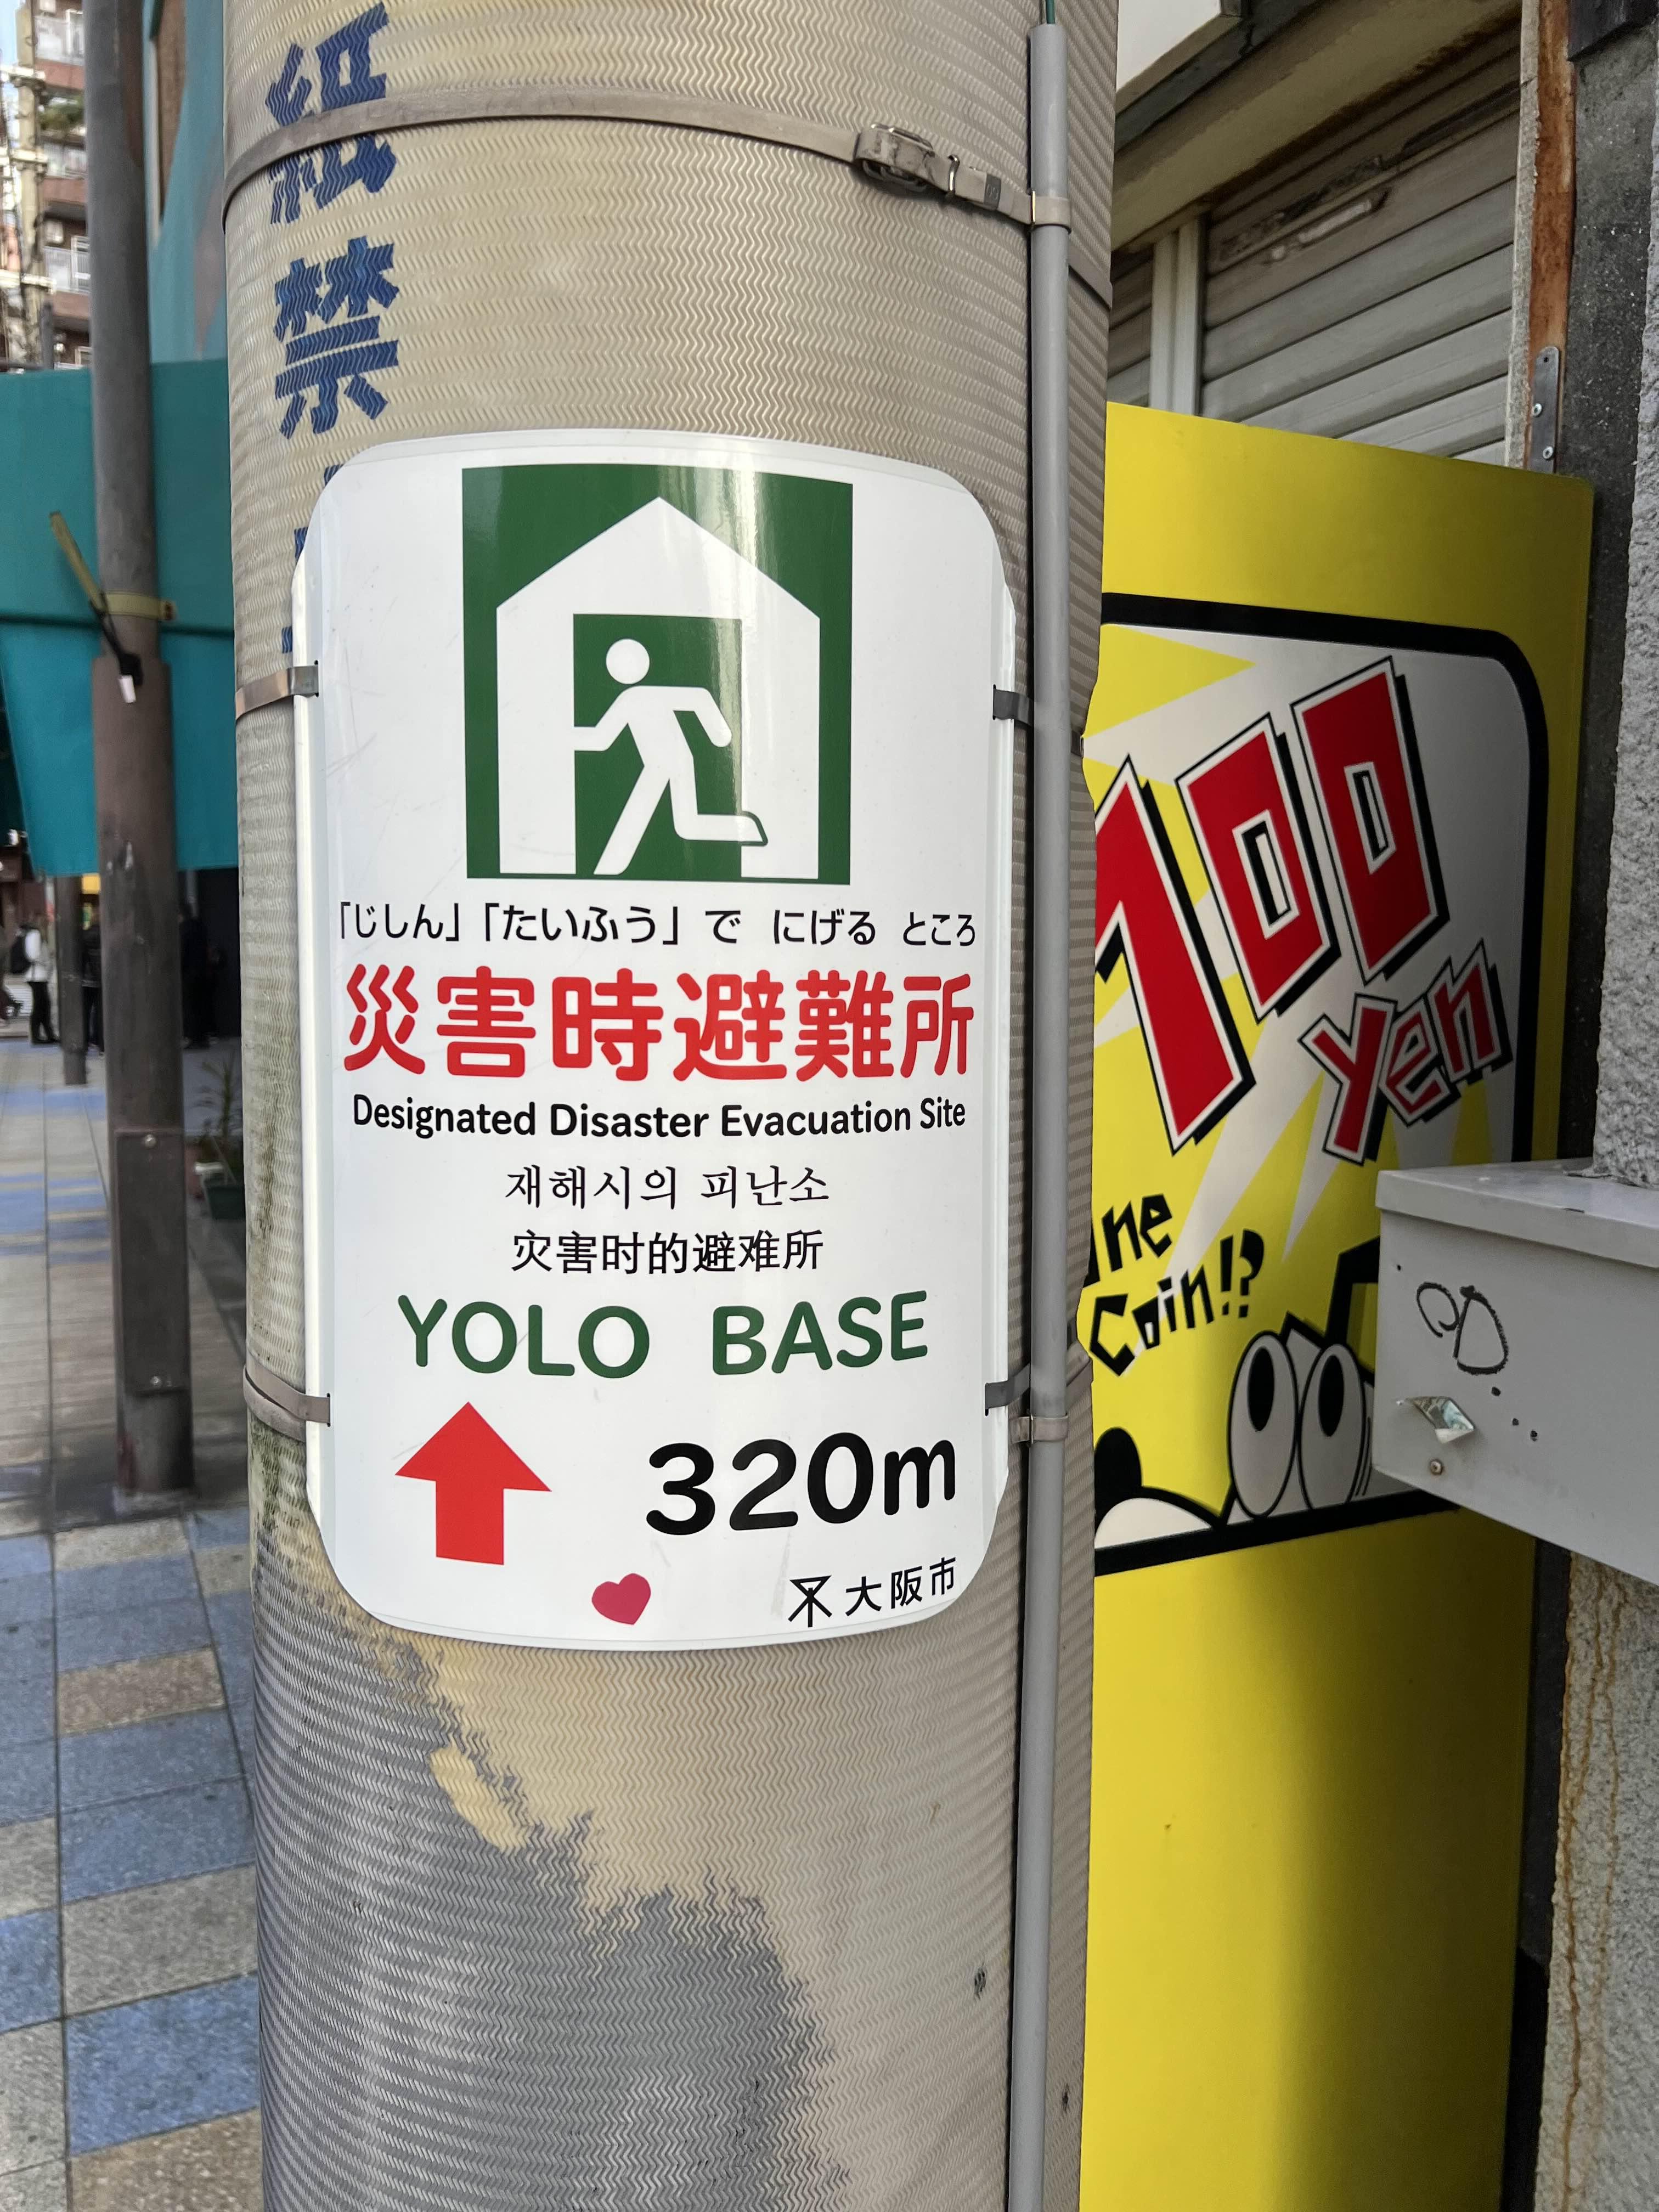 紙
禁
「じしん」「たいふう」で にげる ところ
災害時避難所
Designated Disaster Evacuation Site
재해시의 피난소
灾害时的避难所
YOLO BASE
320m
大阪市
100
yen
Coin!?